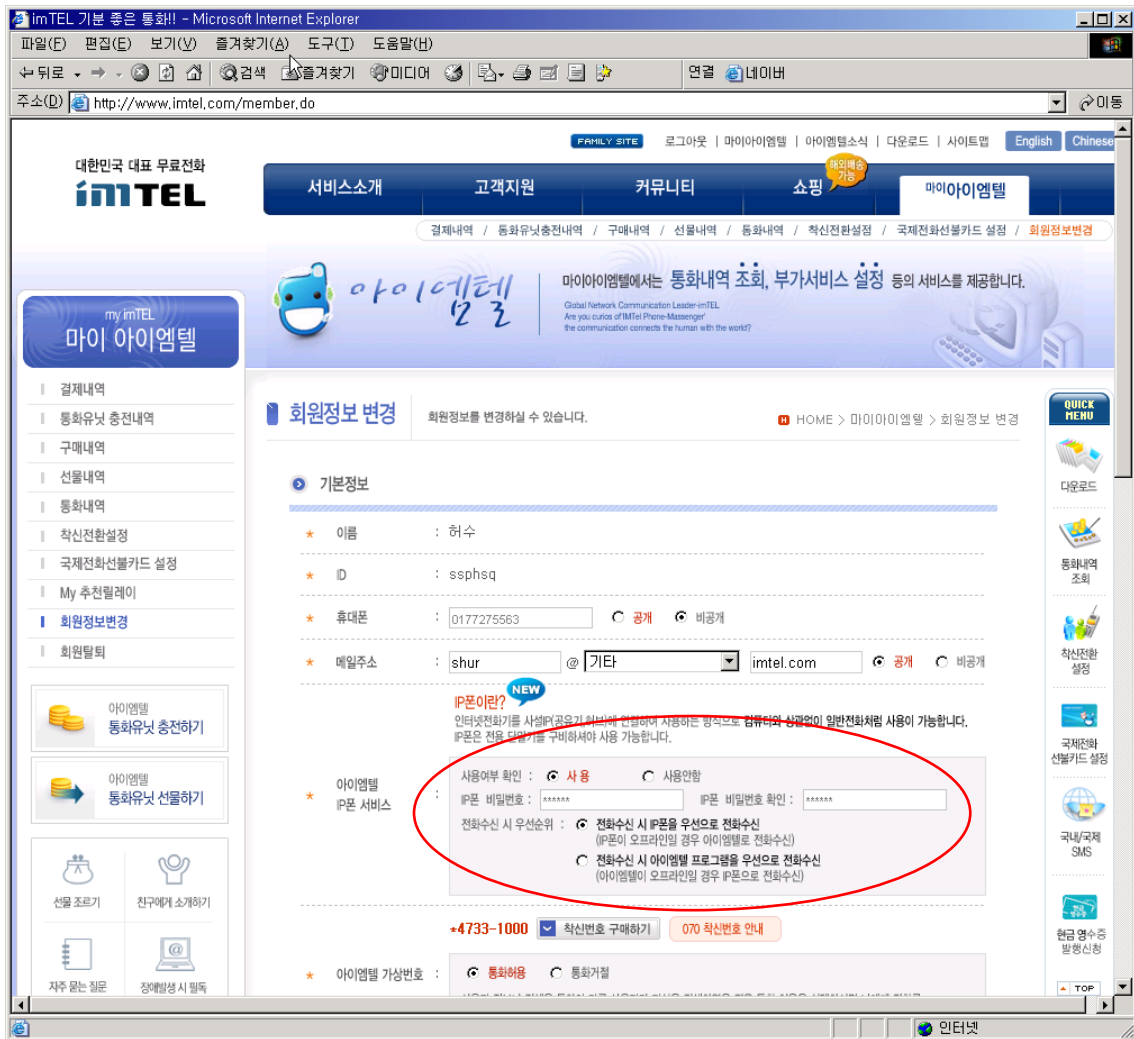 imTEL 기분 좋은 통화!! - Microsoft Internet Explorer
파일(F) 편집(E) 보기(V) 즐겨찾기(A) 도구(T) 도움말(H)
뒤로 검색 즐겨찾기 미디어 연결 네이버
주소(D) http://www.imtel.com/member.do 이동
FAMILY SITE 로그아웃 | 마이아이엠텔 | 아이엠텔소식 | 다운로드 | 사이트맵 English Chinese
대한민국 대표 무료전화
imTEL
해외배송 가능
서비스소개 고객지원 커뮤니티 쇼핑 마이아이엠텔
결제내역 / 통화유닛충전내역 / 구매내역 / 선물내역 / 통화내역 / 착신전환설정 / 국제전화선불카드 설정 / 회원정보변경
아이엠텔
마이아이엠텔에서는 통화내역 조회, 부가서비스 설정 등의 서비스를 제공합니다.
Global Network Communication Leader-imTEL
Are you curios of IMTel Phone-Massenger'
the communication connects the human with the world?
my imTEL
마이 아이엠텔
결제내역
통화유닛 충전내역
구매내역
선물내역
통화내역
착신전환설정
국제전화선불카드 설정
My 추천릴레이
회원정보변경
회원탈퇴
아이엠텔
통화유닛 충전하기
아이엠텔
통화유닛 선물하기
선물 조르기 친구에게 소개하기
자주 묻는 질문 장애발생 시 필독
회원정보 변경 회원정보를 변경하실 수 있습니다. HOME > 마이아이엠텔 > 회원정보 변경
기본정보
* 이름 : 허수
* ID : ssphsq
* 휴대폰 : 0177275563 공개 비공개
* 메일주소 : shur @ 기타 imtel.com 공개 비공개
IP폰이란? NEW
인터넷전화기를 사설IP(공유기,허브)에 연결하여 사용하는 방식으로 컴퓨터와 상관없이 일반전화처럼 사용이 가능합니다.
IP폰은 전용 단말기를 구비하셔야 사용 가능합니다.
* 아이엠텔 IP폰 서비스 :
사용여부 확인 : 사용 사용안함
IP폰 비밀번호 : ****** IP폰 비밀번호 확인 : ******
전화수신 시 우선순위 : 전화수신 시 IP폰을 우선으로 전화수신
(IP폰이 오프라인일 경우 아이엠텔로 전화수신)
전화수신 시 아이엠텔 프로그램을 우선으로 전화수신
(아이엠텔이 오프라인일 경우 IP폰으로 전화수신)
*4733-1000 착신번호 구매하기 070 착신번호 안내
* 아이엠텔 가상번호 : 통화허용 통화거절
QUICK MENU
다운로드
통화내역
조회
착신전환
설정
국제전화
선불카드 설정
국내/국제
SMS
현금 영수증
발행신청
TOP
인터넷